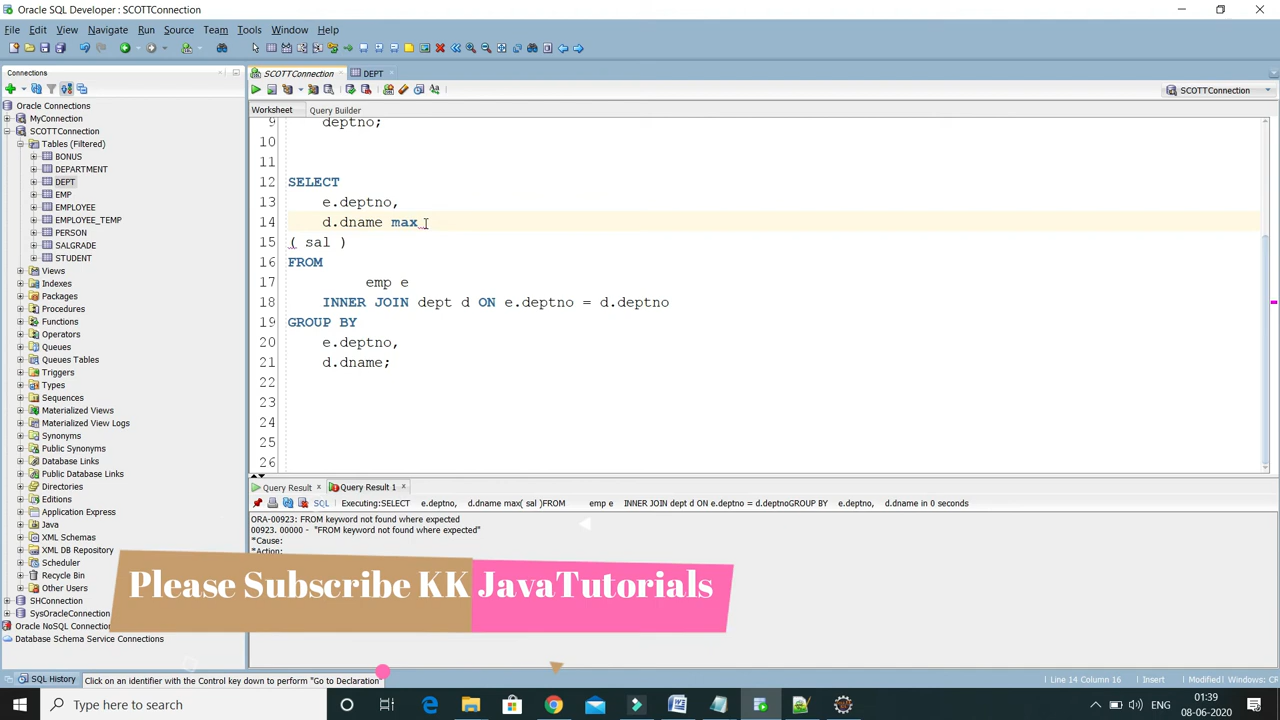 Oracle SQL Developer : SCOTTConnection
File Edit View Navigate Run Source Team Tools Window Help
Connections
SCOTTConnection
DEPT
SCOTTConnection
Worksheet
Query Builder
Oracle Connections
MyConnection
SCOTTConnection
Tables (Filtered)
BONUS
DEPARTMENT
DEPT
EMP
EMPLOYEE
EMPLOYEE_TEMP
PERSON
SALGRADE
STUDENT
Views
Indexes
Packages
Procedures
Functions
Operators
Queues
Queues Tables
Triggers
Types
Sequences
Materialized Views
Materialized View Logs
Synonyms
Public Synonyms
Database Links
Public Database Links
Directories
Editions
Application Express
Java
XML Schemas
XML DB Repository
Scheduler
Recycle Bin
Other Users
SHConnection
SysOracleConnection
Oracle NoSQL Connections
Database Schema Service Connections
9 deptno;
10
11
12 SELECT
13 e.deptno,
14 d.dname max
15 ( sal )
16 FROM
17 emp e
18 INNER JOIN dept d ON e.deptno = d.deptno
19 GROUP BY
20 e.deptno,
21 d.dname;
22
23
24
25
26
Query Result
Query Result 1
SQL
Executing:SELECT e.deptno, d.dname max( sal )FROM emp e INNER JOIN dept d ON e.deptno = d.deptnoGROUP BY e.deptno, d.dname in 0 seconds
ORA-00923: FROM keyword not found where expected
00923. 00000 - "FROM keyword not found where expected"
*Cause:
*Action:
Please Subscribe KK JavaTutorials
SQL History
Click on an identifier with the Control key down to perform "Go to Declaration"
Line 14 Column 16
Insert
Modified
Windows: CR
Type here to search
01:39
08-06-2020